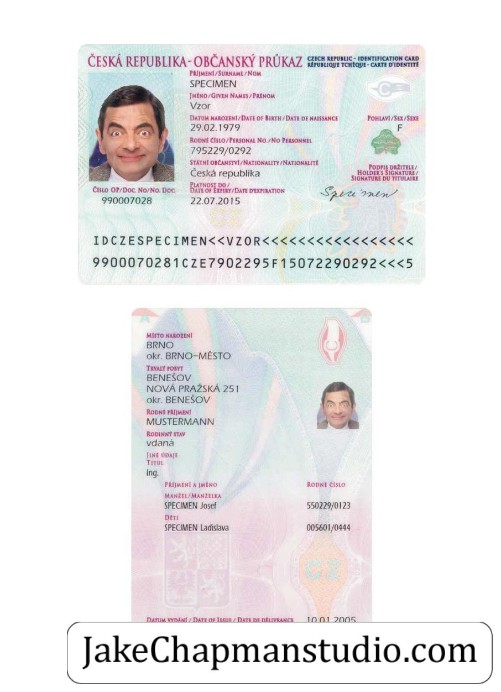 ČESKÁ REPUBLIKA - OBČANSKÝ PRŮKAZ CZECH REPUBLIC - IDENTIFICATION CARD
RÉPUBLIQUE TCHÈQUE - CARTE D'IDENTITÉ
PŘÍJMENÍ / SURNAME / NOM
SPECIMEN
JMÉNO / GIVEN NAMES / PRÉNOM
Vzor
DATUM NAROZENÍ / DATE OF BIRTH / DATE DE NAISSANCE POHLAVÍ / SEX / SEXE
29.02.1979 F
RODNÉ ČÍSLO / PERSONAL NO. / NO PERSONNEL
795229/0292
STÁTNÍ OBČANSTVÍ / NATIONALITY / NATIONALITÉ
Česká republika
PODPIS DRŽITELE /
HOLDER'S SIGNATURE /
SIGNATURE DU TITULAIRE
Specimen
ČÍSLO OP / DOC. NO / NO. DOC.
990007028
PLATNOST DO /
DATE OF EXPIRY / DATE D'EXPIRATION
22.07.2015
IDCZESPECIMEN<<VZOR<<<<<<<<<<<<<<<<<
9900070281CZE7902295F15072290292<<<5
MÍSTO NAROZENÍ
BRNO
okr. BRNO-MĚSTO
TRVALÝ POBYT
BENEŠOV
NOVÁ PRAŽSKÁ 251
okr. BENEŠOV
RODNÉ PŘÍJMENÍ
MUSTERMANN
RODINNÝ STAV
vdaná
JINÉ ÚDAJE
TITUL
ing.
PŘÍJMENÍ A JMÉNO RODNÉ ČÍSLO
MANŽEL / MANŽELKA
SPECIMEN Josef 550229/0123
DĚTI
SPECIMEN Ladislava 005601/0444
CZ
DATUM VYDÁNÍ / DATE OF ISSUE / DATE DE DÉLIVRANCE 10.01.2005
JakeChapmanstudio.com